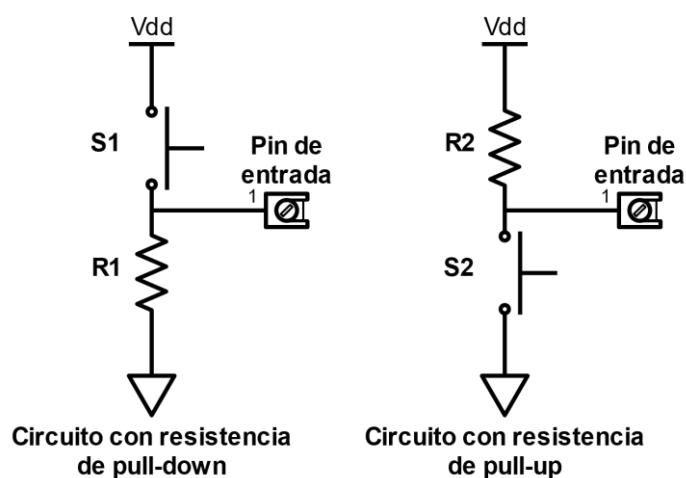 Vdd
S1
Pin de
entrada
1
R1
Circuito con resistencia
de pull-down
Vdd
R2
Pin de
entrada
1
S2
Circuito con resistencia
de pull-up